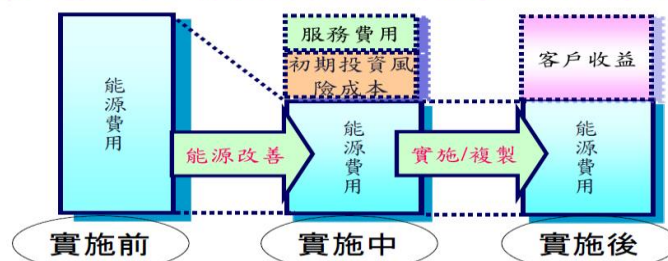 服務費用
初期投資風
險成本
客戶收益
能源費用
能源費用
能源費用
能源改善
實施/複製
實施前
實施中
實施後